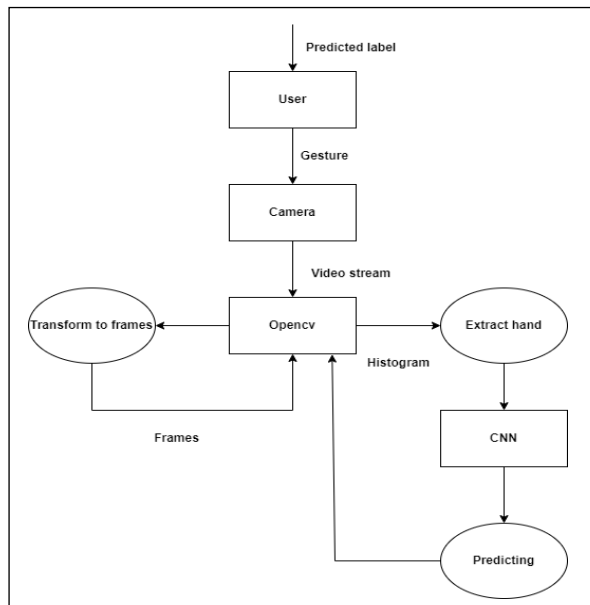 Predicted label
User
Gesture
Camera
Video stream
Transform to frames
Opencv
Extract hand
Histogram
Frames
CNN
Predicting